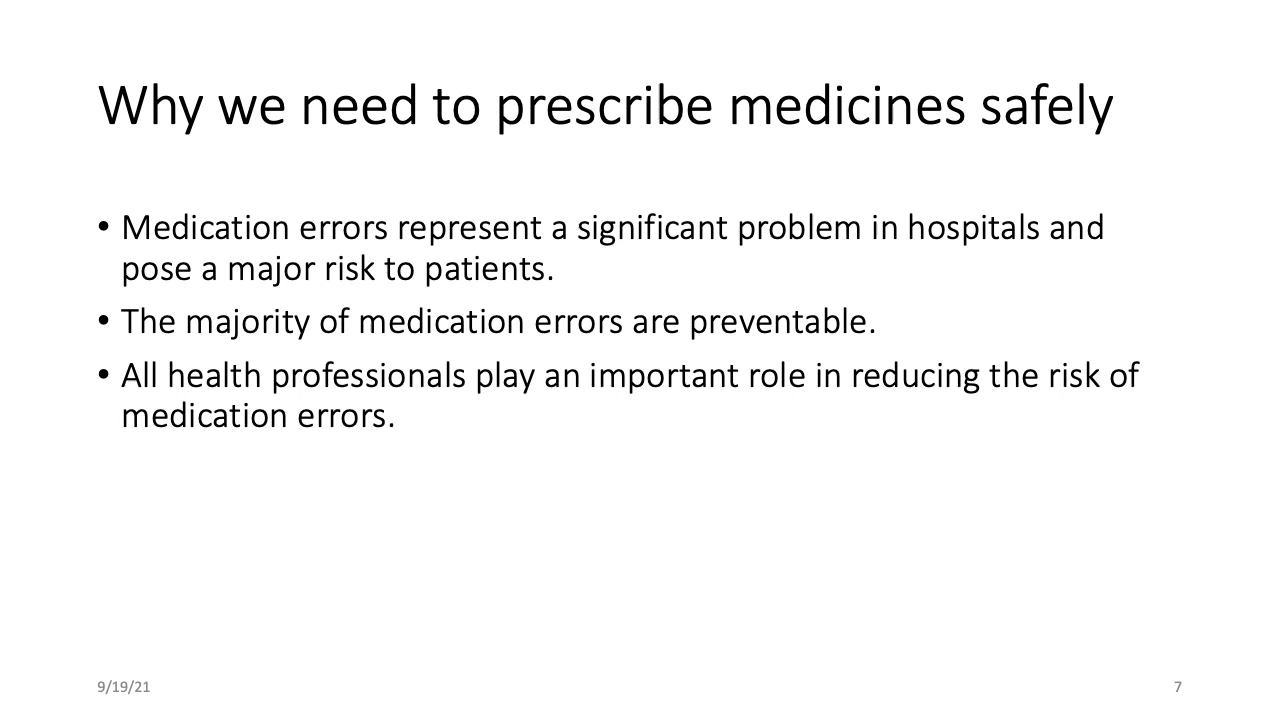 Why we need to prescribe medicines safely
• Medication errors represent a significant problem in hospitals and
pose a major risk to patients.
• The majority of medication errors are preventable.
• All health professionals play an important role in reducing the risk of
medication errors.
9/19/21
7